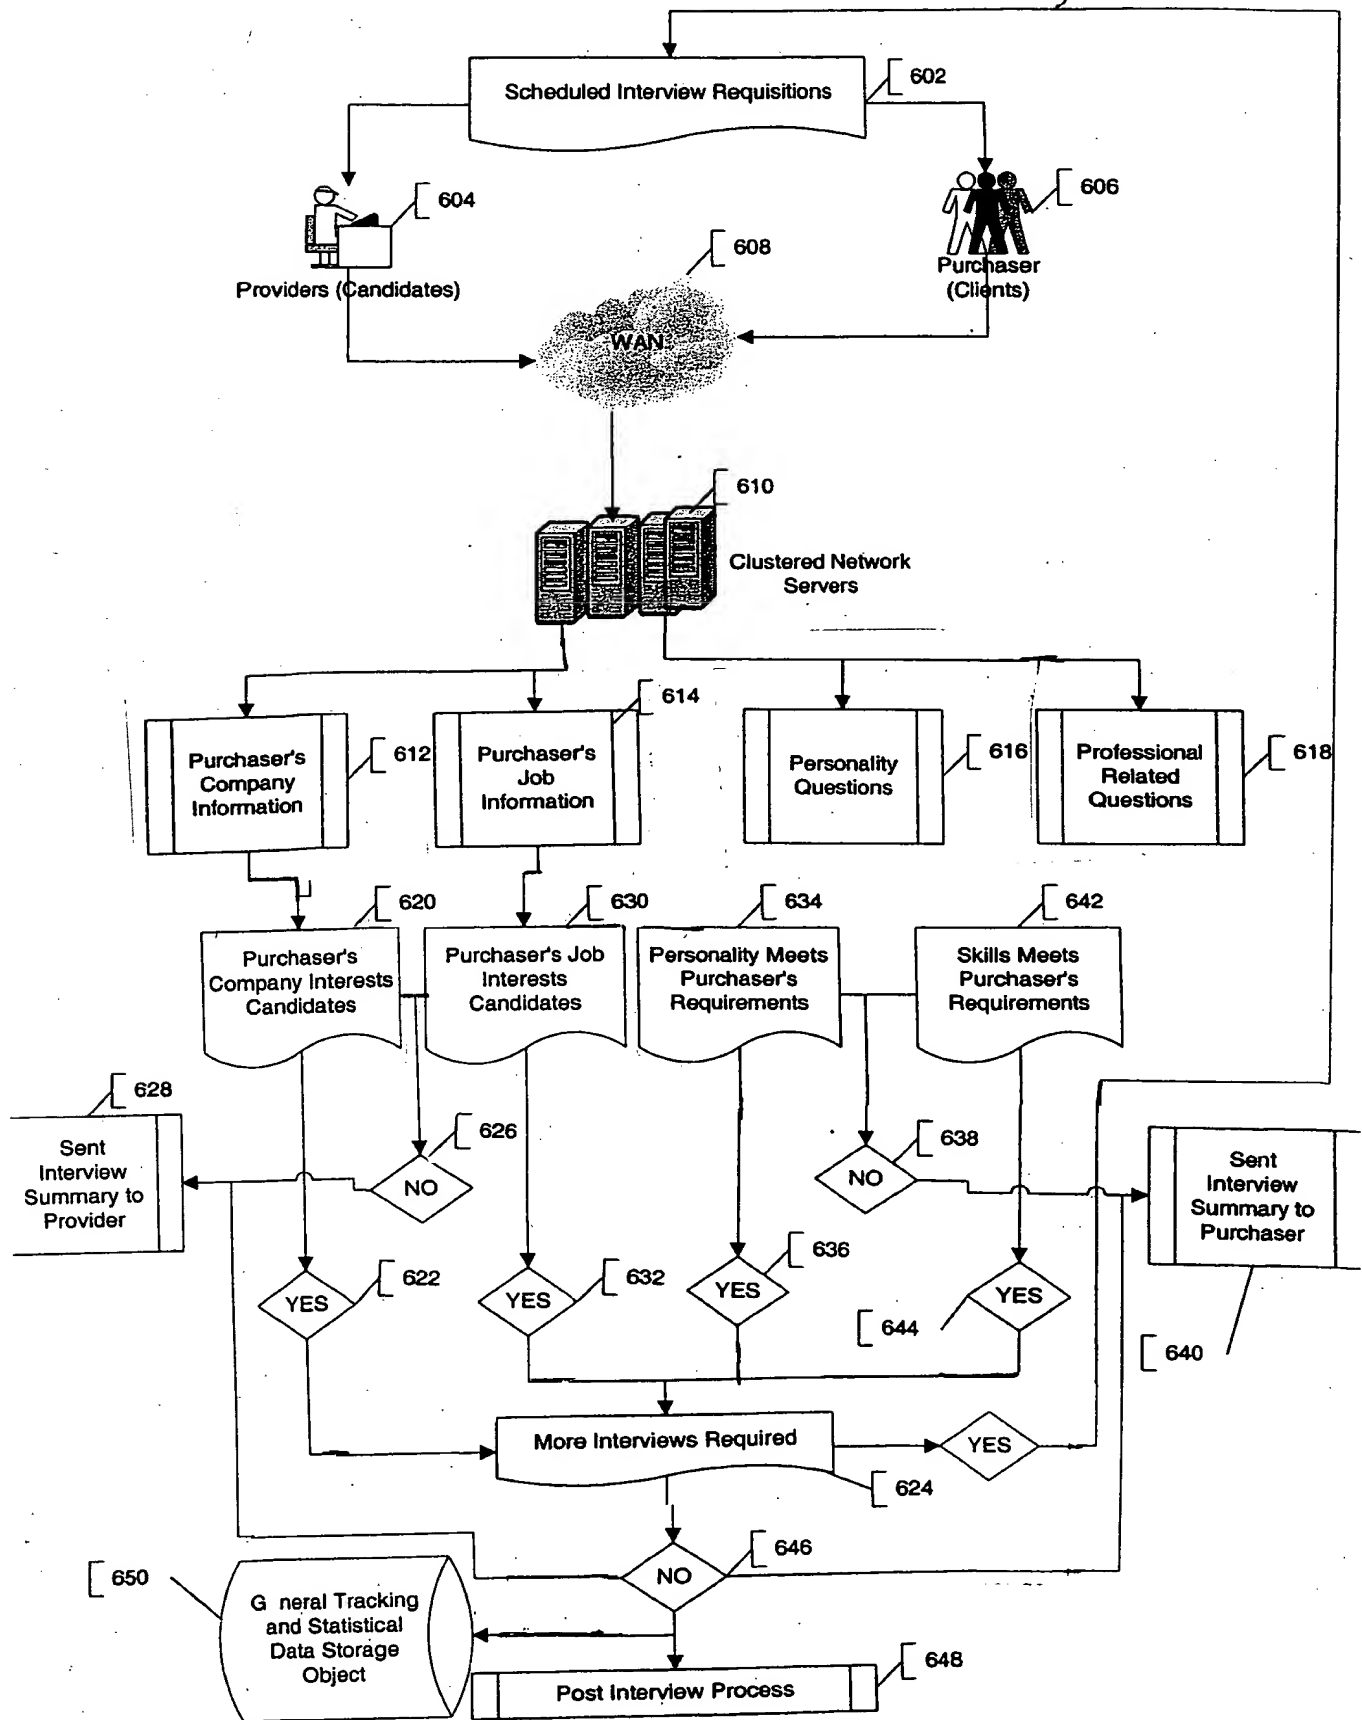 Scheduled Interview Requisitions
602
604
606
Providers (Candidates)
Purchaser
(Clients)
608
WAN
610
Clustered Network
Servers
612
614
616
618
Purchaser's
Company
Information
Purchaser's
Job
Information
Personality
Questions
Professional
Related
Questions
620
630
634
642
Purchaser's
Company Interests
Candidates
Purchaser's Job
Interests
Candidates
Personality Meets
Purchaser's
Requirements
Skills Meets
Purchaser's
Requirements
628
626
638
Sent
Interview
Summary to
Provider
NO
NO
Sent
Interview
Summary to
Purchaser
622
632
636
644
640
YES
YES
YES
YES
More Interviews Required
YES
624
646
NO
650
G neral Tracking
and Statistical
Data Storage
Object
648
Post Interview Process